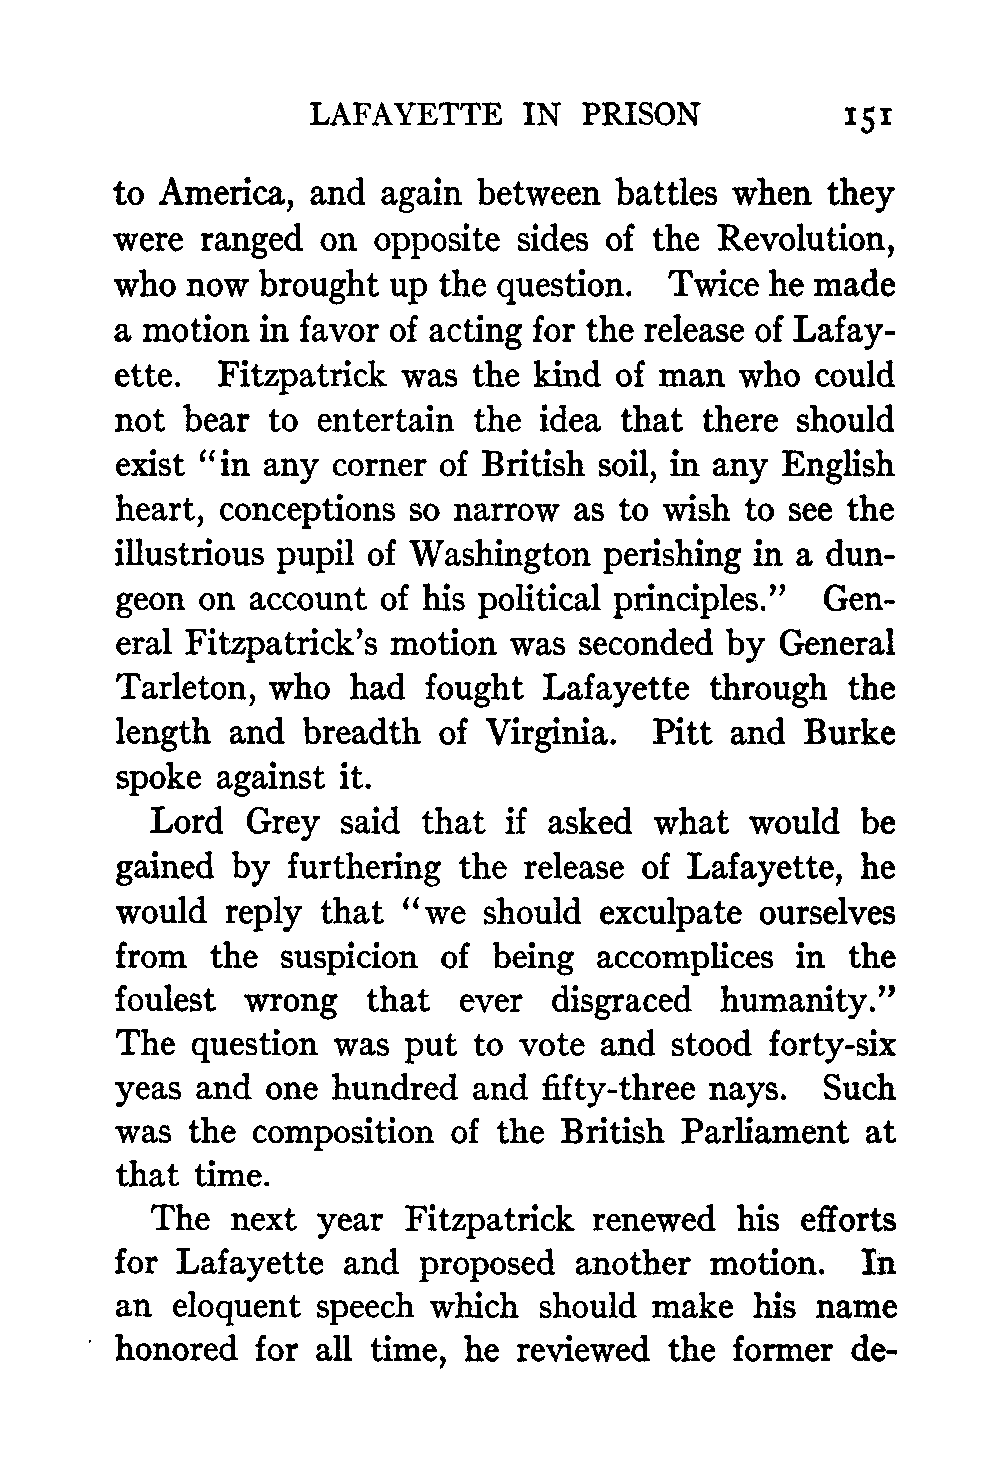 LAFAYETTE IN PRISON 151
to America, and again between battles when they
were ranged on opposite sides of the Revolution,
who now brought up the question. Twice he made
a motion in favor of acting for the release of Lafay-
ette. Fitzpatrick was the kind of man who could
not bear to entertain the idea that there should
exist “in any corner of British soil, in any English
heart, conceptions so narrow as to wish to see the
illustrious pupil of Washington perishing in a dun-
geon on account of his political principles.” Gen-
eral Fitzpatrick’s motion was seconded by General
Tarleton, who had fought Lafayette through the
length and breadth of Virginia. Pitt and Burke
spoke against it.
Lord Grey said that if asked what would be
gained by furthering the release of Lafayette, he
would reply that “we should exculpate ourselves
from the suspicion of being accomplices in the
foulest wrong that ever disgraced humanity.”
The question was put to vote and stood forty-six
yeas and one hundred and fifty-three nays. Such
was the composition of the British Parliament at
that time.
The next year Fitzpatrick renewed his efforts
for Lafayette and proposed another motion. In
an eloquent speech which should make his name
honored for all time, he reviewed the former de-